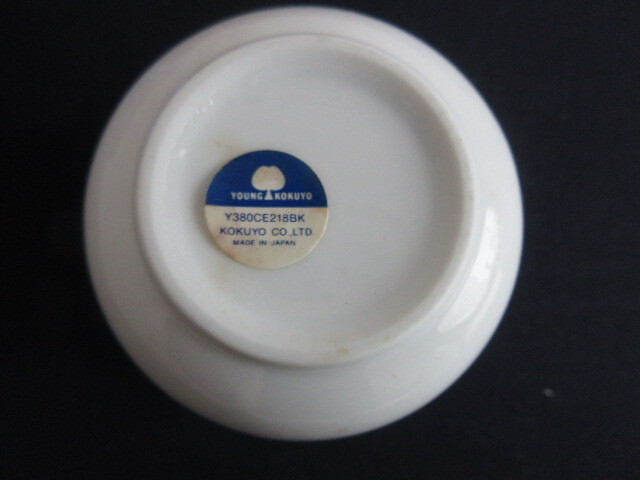 YOUNG KOKUYO
Y380CE218BK
KOKUYO CO.,LTD
MADE IN JAPAN